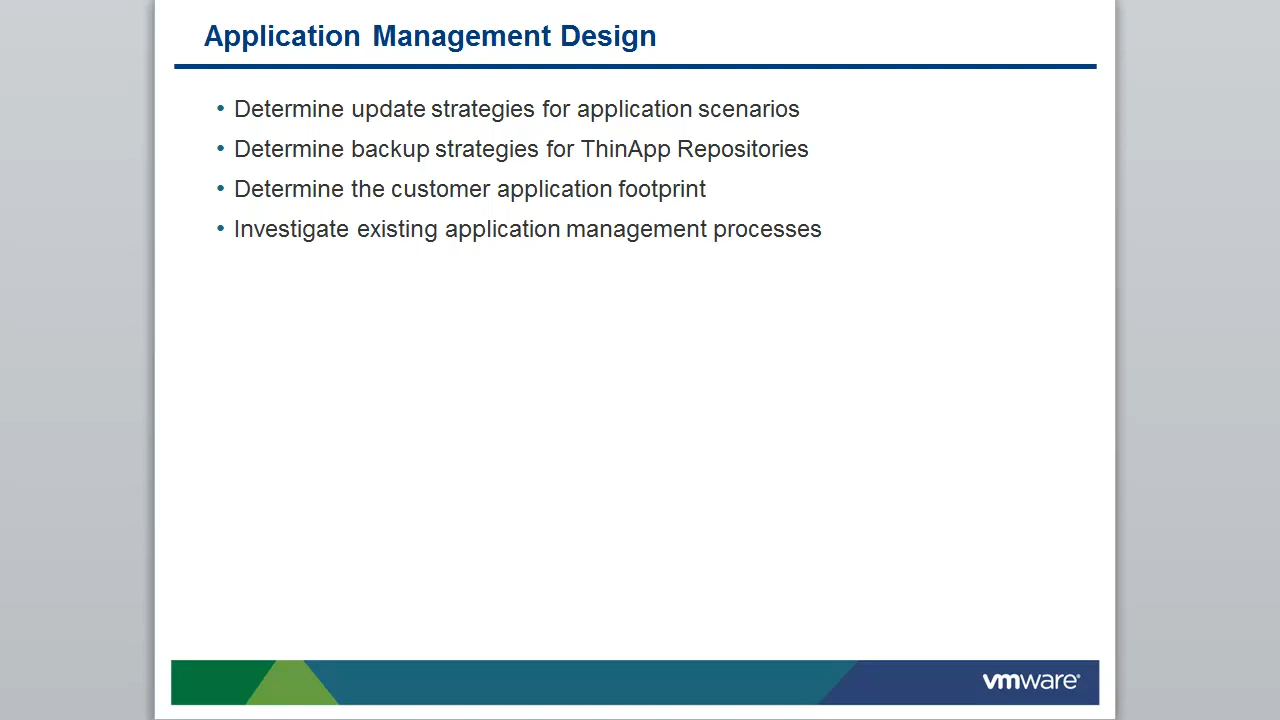 Application Management Design
• Determine update strategies for application scenarios
• Determine backup strategies for ThinApp Repositories
• Determine the customer application footprint
• Investigate existing application management processes
vmware®